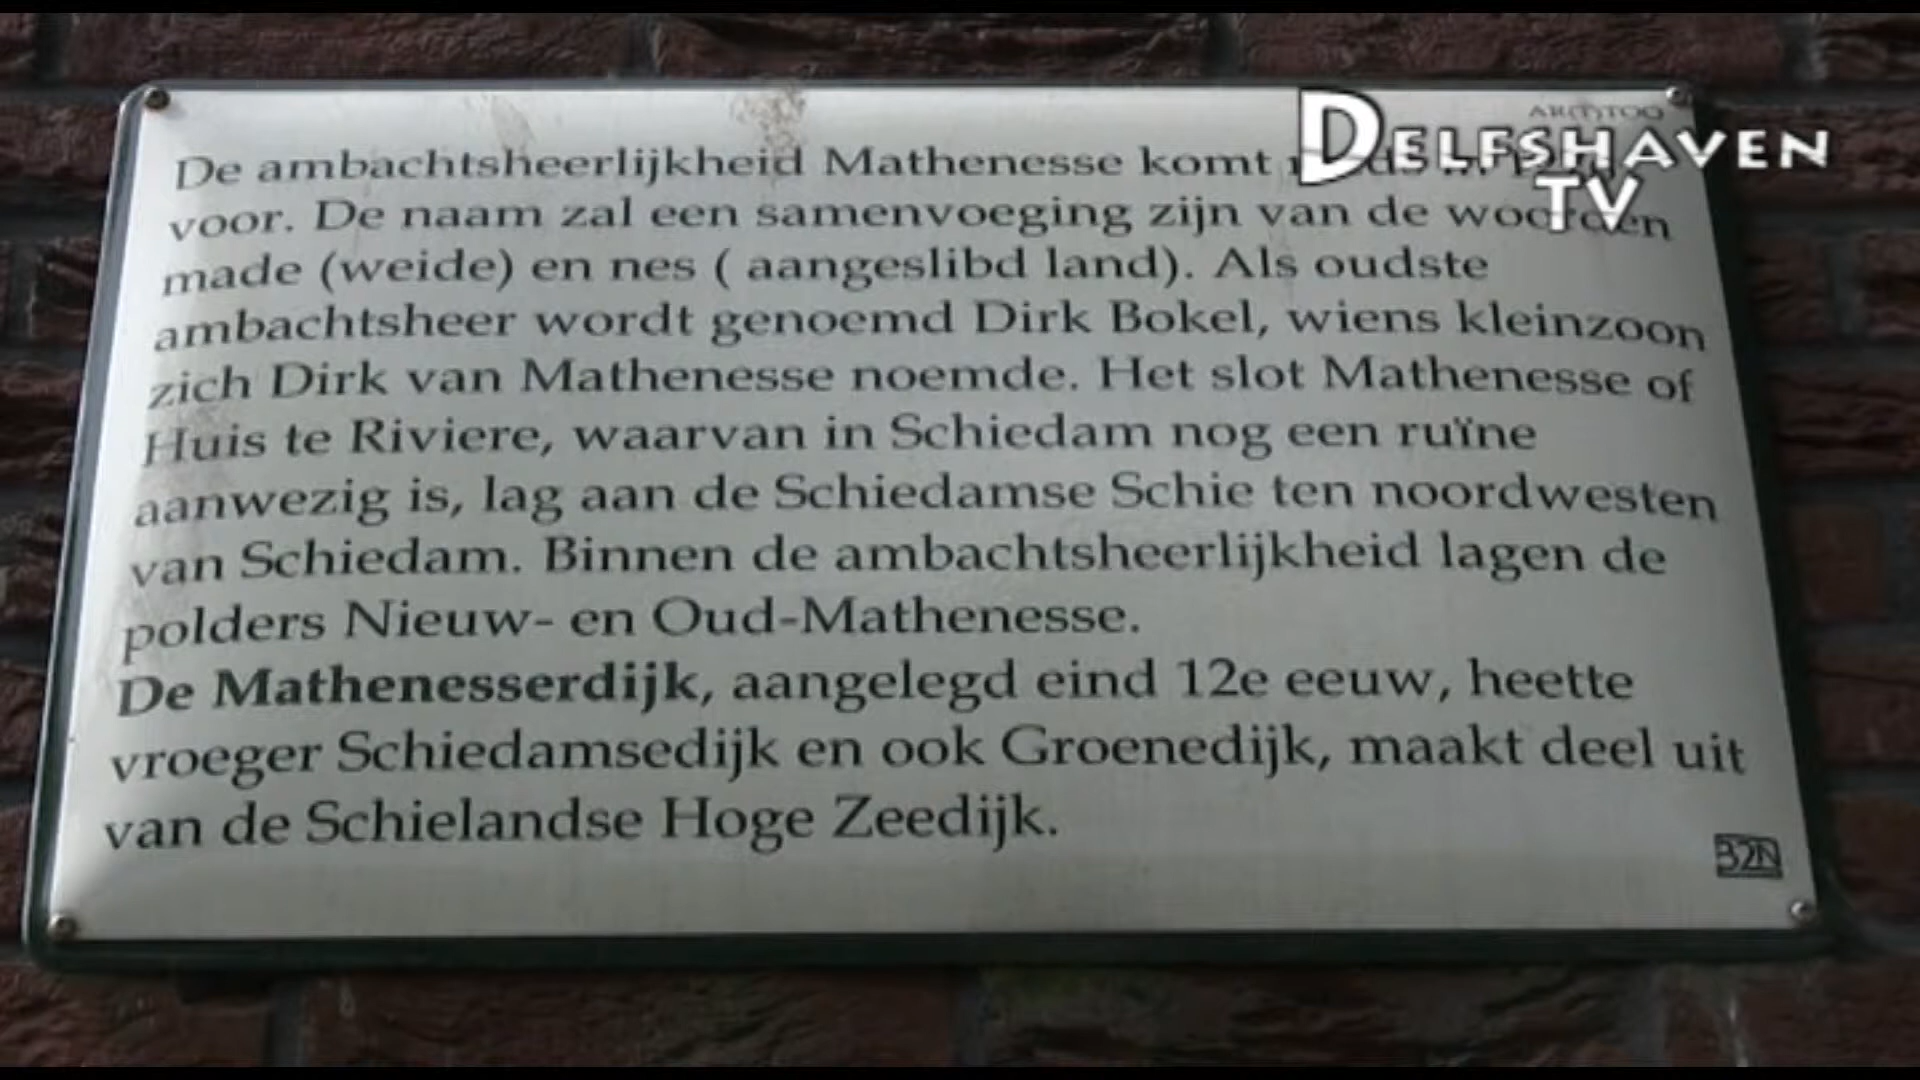 AR(T)TOO
DELFSHAVEN
TV
De ambachtsheerlijkheid Mathenesse komt
voor. De naam zal een samenvoeging zijn van de woorden
made (weide) en nes ( aangeslibd land). Als oudste
ambachtsheer wordt genoemd Dirk Bokel, wiens kleinzoon
zich Dirk van Mathenesse noemde. Het slot Mathenesse of
Huis te Riviere, waarvan in Schiedam nog een ruïne
aanwezig is, lag aan de Schiedamse Schie ten noordwesten
van Schiedam. Binnen de ambachtsheerlijkheid lagen de
polders Nieuw- en Oud-Mathenesse.
De Mathenesserdijk, aangelegd eind 12e eeuw, heette
vroeger Schiedamsedijk en ook Groenedijk, maakt deel uit
van de Schielandse Hoge Zeedijk.
32N